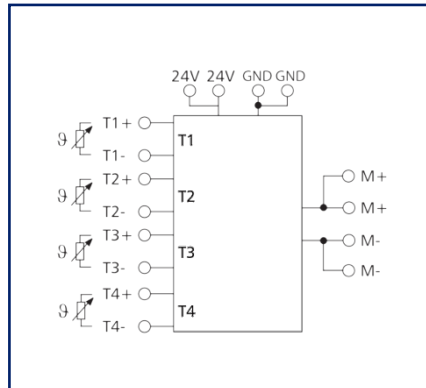 24V 24V GND GND
ϑ T1+ T1
T1-
M+
ϑ T2+ T2
T2-
M+
ϑ T3+ T3
T3-
M-
ϑ T4+ T4
T4-
M-